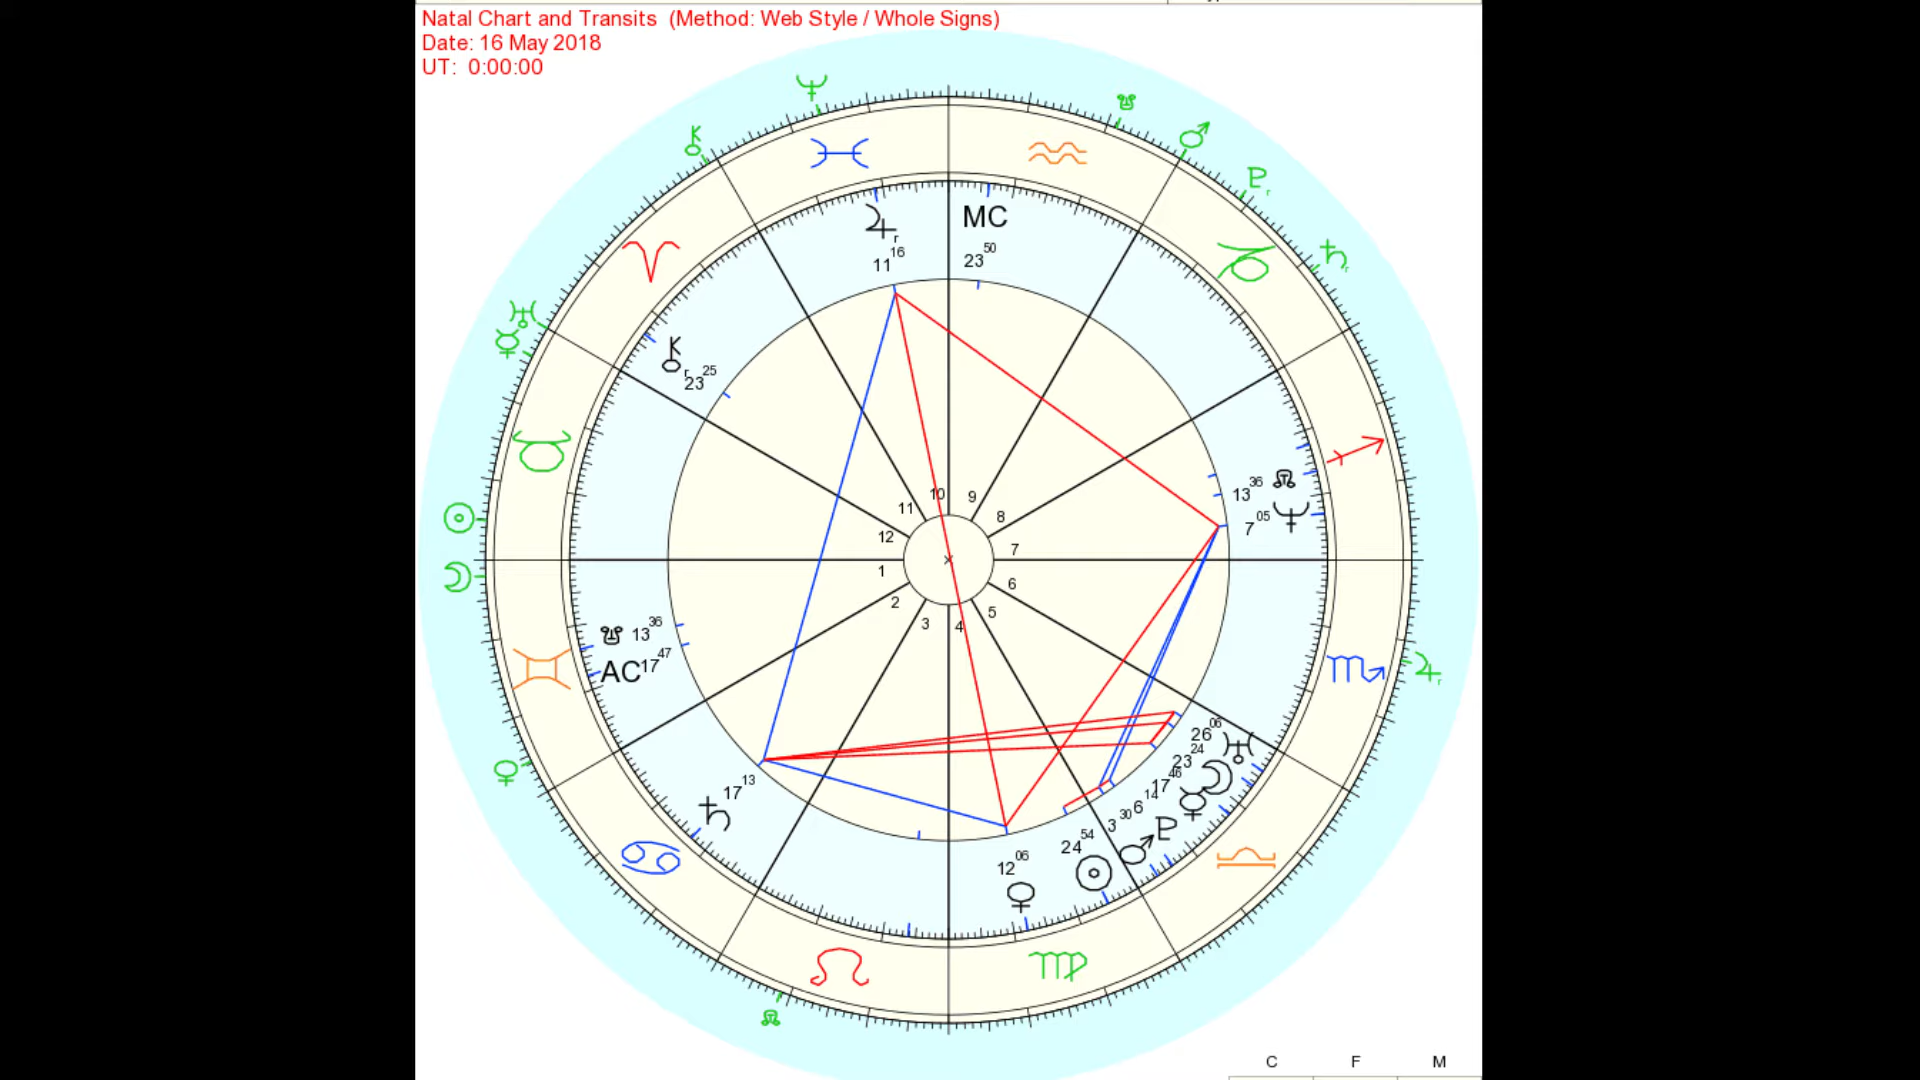 Natal Chart and Transits (Method: Web Style / Whole Signs)
Date: 16 May 2018
UT: 0:00:00
r
r
r
MC
11 16
23 50
r
23 25
13 36
7 05
10
9
11
8
12
7
1
6
2
5
3
4
13 36
AC 17 47
r
26 06
23 24
17 46
6 14
3 30
17 13
24 54
12 06
C F M